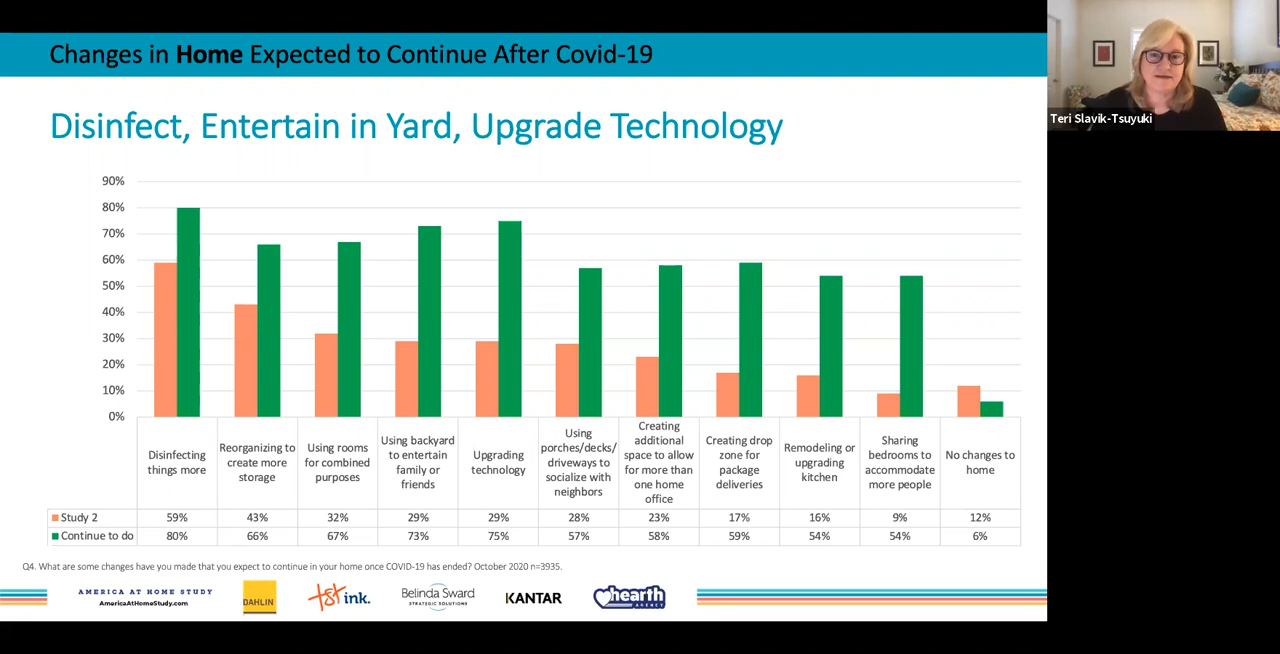 Changes in Home Expected to Continue After Covid-19
Teri Slavik-Tsuyuki
Disinfect, Entertain in Yard, Upgrade Technology
90%
80%
70%
60%
50%
40%
30%
20%
10%
0%
Disinfecting
things more
Reorganizing to
create more
storage
Using rooms
for combined
purposes
Using backyard
to entertain
family or
friends
Upgrading
technology
Using
porches/decks/
driveways to
socialize with
neighbors
Creating
additional
space to allow
for more than
one home
office
Creating drop
zone for
package
deliveries
Remodeling or
upgrading
kitchen
Sharing
bedrooms to
accommodate
more people
No changes to
home
Study 2 59% 43% 32% 29% 29% 28% 23% 17% 16% 9% 12%
Continue to do 80% 66% 67% 73% 75% 57% 58% 59% 54% 54% 6%
Q4. What are some changes have you made that you expect to continue in your home once COVID-19 has ended? October 2020 n=3935.
AMERICA AT HOME STUDY
AmericaAtHomeStudy.com
DAHLIN
tst ink.
Belinda Sward
STRATEGIC SOLUTIONS
KANTAR
hearth
AGENCY